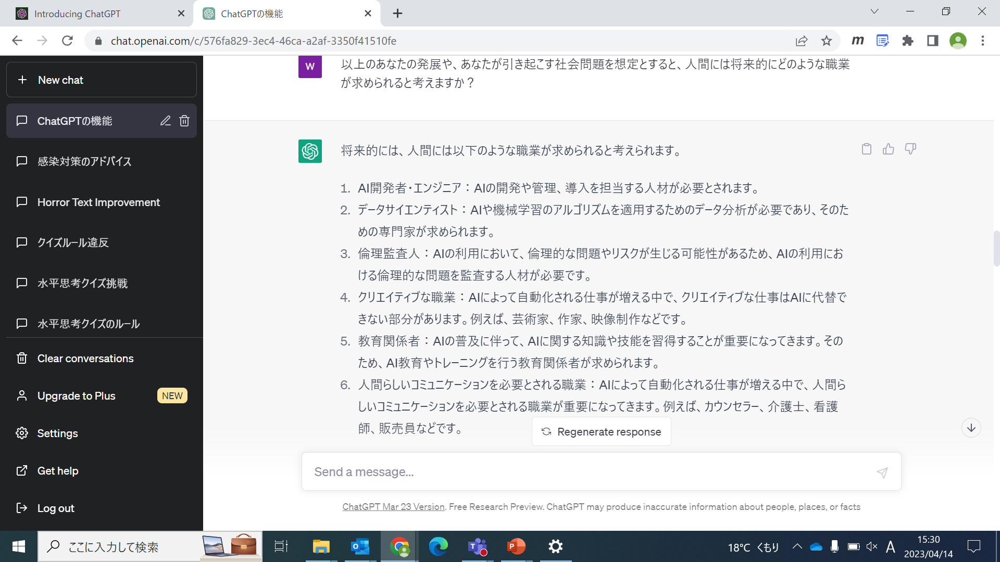 Introducing ChatGPT
ChatGPTの機能
chat.openai.com/c/576fa829-3ec4-46ca-a2af-3350f41510fe
m
New chat
ChatGPTの機能
感染対策のアドバイス
Horror Text Improvement
クイズルール違反
水平思考クイズ挑戦
水平思考クイズのルール
Clear conversations
Upgrade to Plus
NEW
Settings
Get help
Log out
W
以上のあなたの発展や、あなたが引き起こす社会問題を想定とすると、人間には将来的にどのような職業
が求められると考えますか？
将来的には、人間には以下のような職業が求められると考えられます。
1. AI開発者・エンジニア：AIの開発や管理、導入を担当する人材が必要とされます。
2. データサイエンティスト：AIや機械学習のアルゴリズムを適用するためのデータ分析が必要であり、そのた
めの専門家が求められます。
3. 倫理監査人：AIの利用において、倫理的な問題やリスクが生じる可能性があるため、AIの利用にお
ける倫理的な問題を監査する人材が必要です。
4. クリエイティブな職業：AIによって自動化される仕事が増える中で、クリエイティブな仕事はAIに代替で
きない部分があります。例えば、芸術家、作家、映像制作などです。
5. 教育関係者：AIの普及に伴って、AIに関する知識や技能を習得することが重要になってきます。その
ため、AI教育やトレーニングを行う教育関係者が求められます。
6. 人間らしいコミュニケーションを必要とされる職業：AIによって自動化される仕事が増える中で、人間ら
しいコミュニケーションを必要とされる職業が重要になってきます。例えば、カウンセラー、介護士、看護
師、販売員などです。
Regenerate response
Send a message...
ChatGPT Mar 23 Version. Free Research Preview. ChatGPT may produce inaccurate information about people, places, or facts
ここに入力して検索
18°C くもり
A
15:30
2023/04/14